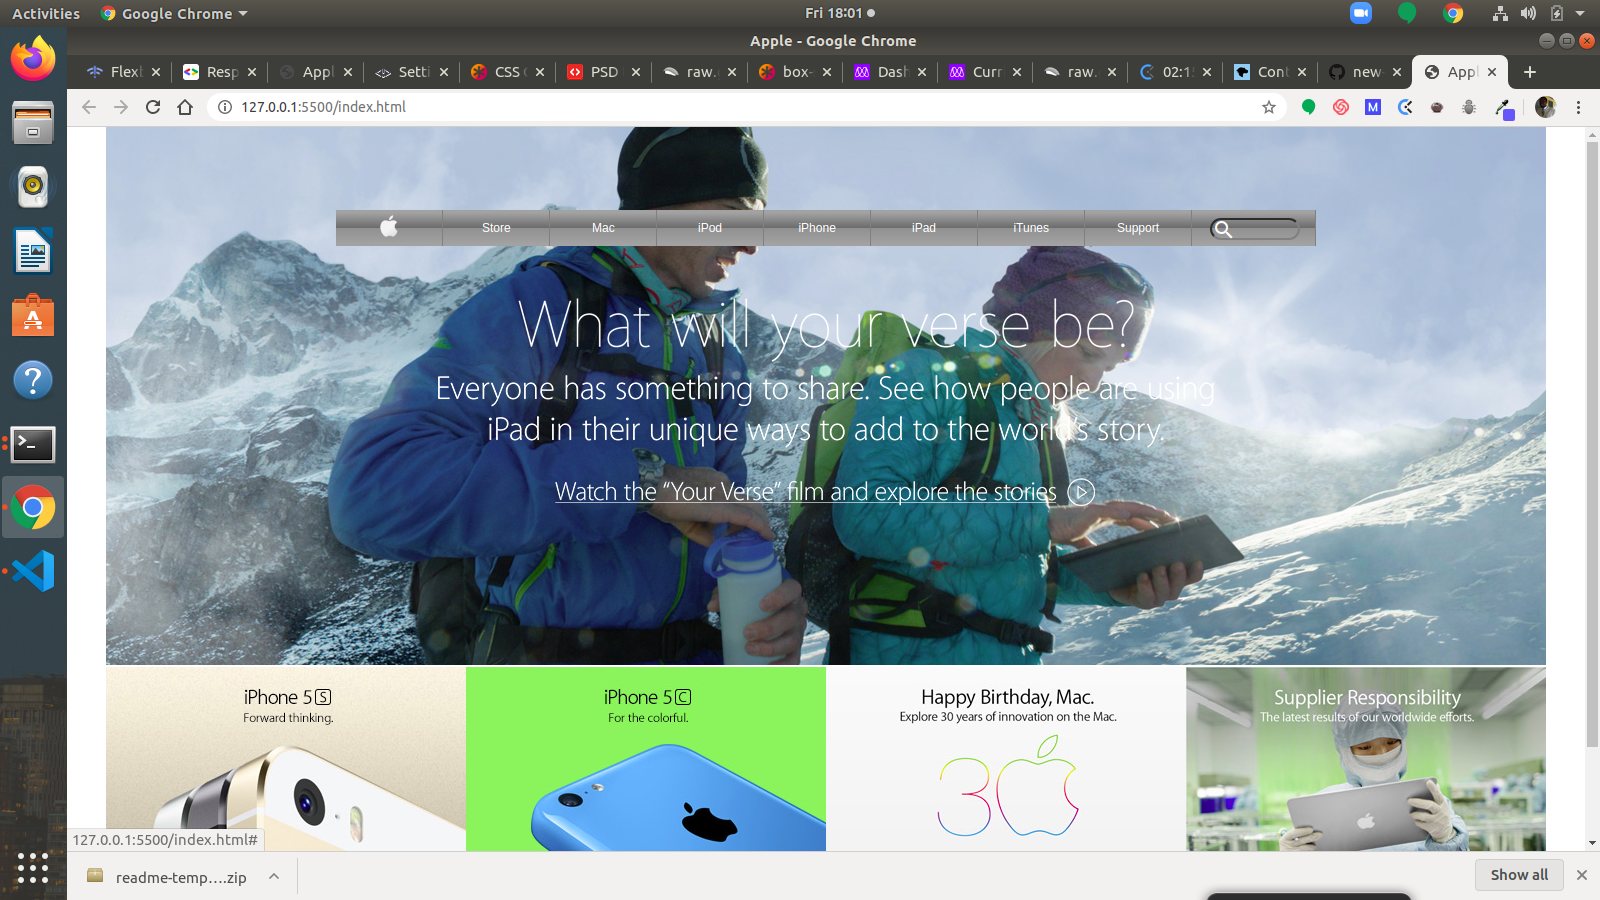 Activities
Google Chrome
Fri 18:01
Apple - Google Chrome
Flexb
Resp
Appl
Setti
CSS
PSD
raw.
box-
Dash
Curr
raw.
02:1
Cont
new-
Appl
127.0.0.1:5500/index.html
M
Store
Mac
iPod
iPhone
iPad
iTunes
Support
What will your verse be?
Everyone has something to share. See how people are using
iPad in their unique ways to add to the world's story.
Watch the “Your Verse” film and explore the stories
iPhone 5S
Forward thinking.
iPhone 5C
For the colorful.
Happy Birthday, Mac.
Explore 30 years of innovation on the Mac.
30
Supplier Responsibility
The latest results of our worldwide efforts.
127.0.0.1:5500/index.html#
readme-temp....zip
Show all